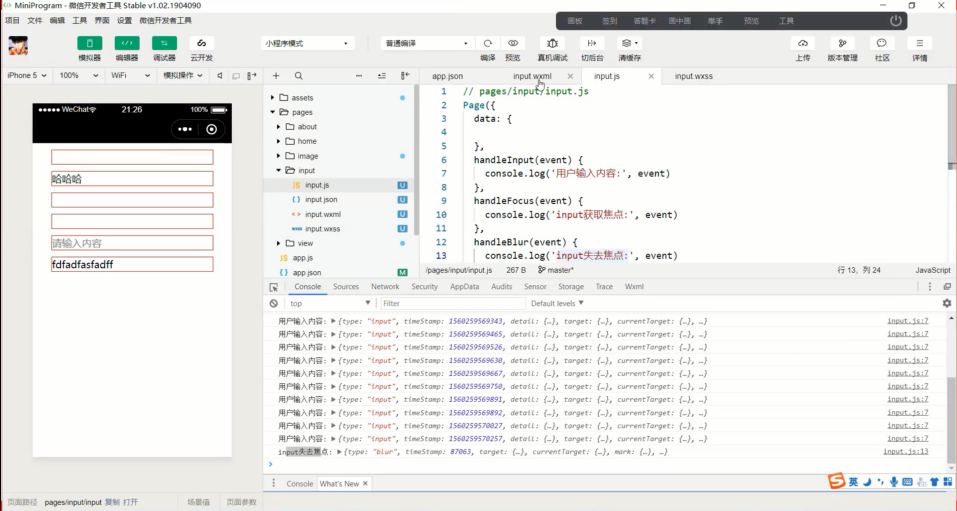 MiniProgram - 微信开发者工具 Stable v1.02.1904090
项目 文件 编辑 工具 界面 设置 微信开发者工具
画板 签到 答题卡 画中画 举手 预览 工具
小程序模式 普通编译
模拟器 编辑器 调试器 云开发 编译 预览 真机调试 切后台 清缓存 上传 版本管理 社区 详情
iPhone 5 100% WiFi 模拟操作
app.json input.wxml input.js input.wxss
WeChat 21:26 100%
哈哈哈
请输入内容
fdfadfasfadff
assets
pages
about
home
image
input
input.js U
input.json U
input.wxml U
input.wxss U
view
app.js
app.json M
1 // pages/input/input.js
2 Page({
3 data: {
4
5 },
6 handleInput(event) {
7 console.log('用户输入内容:', event)
8 },
9 handleFocus(event) {
10 console.log('input获取焦点:', event)
11 },
12 handleBlur(event) {
13 console.log('input失去焦点:', event)
/pages/input/input.js 267 B master* 行 13，列 24 JavaScript
Console Sources Network Security AppData Audits Sensor Storage Trace Wxml
top Filter Default levels
用户输入内容: {type: "input", timeStamp: 1560259569343, detail: {…}, target: {…}, currentTarget: {…}, …} input.js:7
用户输入内容: {type: "input", timeStamp: 1560259569465, detail: {…}, target: {…}, currentTarget: {…}, …} input.js:7
用户输入内容: {type: "input", timeStamp: 1560259569526, detail: {…}, target: {…}, currentTarget: {…}, …} input.js:7
用户输入内容: {type: "input", timeStamp: 1560259569630, detail: {…}, target: {…}, currentTarget: {…}, …} input.js:7
用户输入内容: {type: "input", timeStamp: 1560259569667, detail: {…}, target: {…}, currentTarget: {…}, …} input.js:7
用户输入内容: {type: "input", timeStamp: 1560259569750, detail: {…}, target: {…}, currentTarget: {…}, …} input.js:7
用户输入内容: {type: "input", timeStamp: 1560259569891, detail: {…}, target: {…}, currentTarget: {…}, …} input.js:7
用户输入内容: {type: "input", timeStamp: 1560259569892, detail: {…}, target: {…}, currentTarget: {…}, …} input.js:7
用户输入内容: {type: "input", timeStamp: 1560259570027, detail: {…}, target: {…}, currentTarget: {…}, …} input.js:7
用户输入内容: {type: "input", timeStamp: 1560259570257, detail: {…}, target: {…}, currentTarget: {…}, …} input.js:7
input失去焦点: {type: "blur", timeStamp: 87063, target: {…}, currentTarget: {…}, mark: {…}, …} input.js:13
Console What's New
英
页面路径 pages/input/input 复制 打开 场景值 页面参数